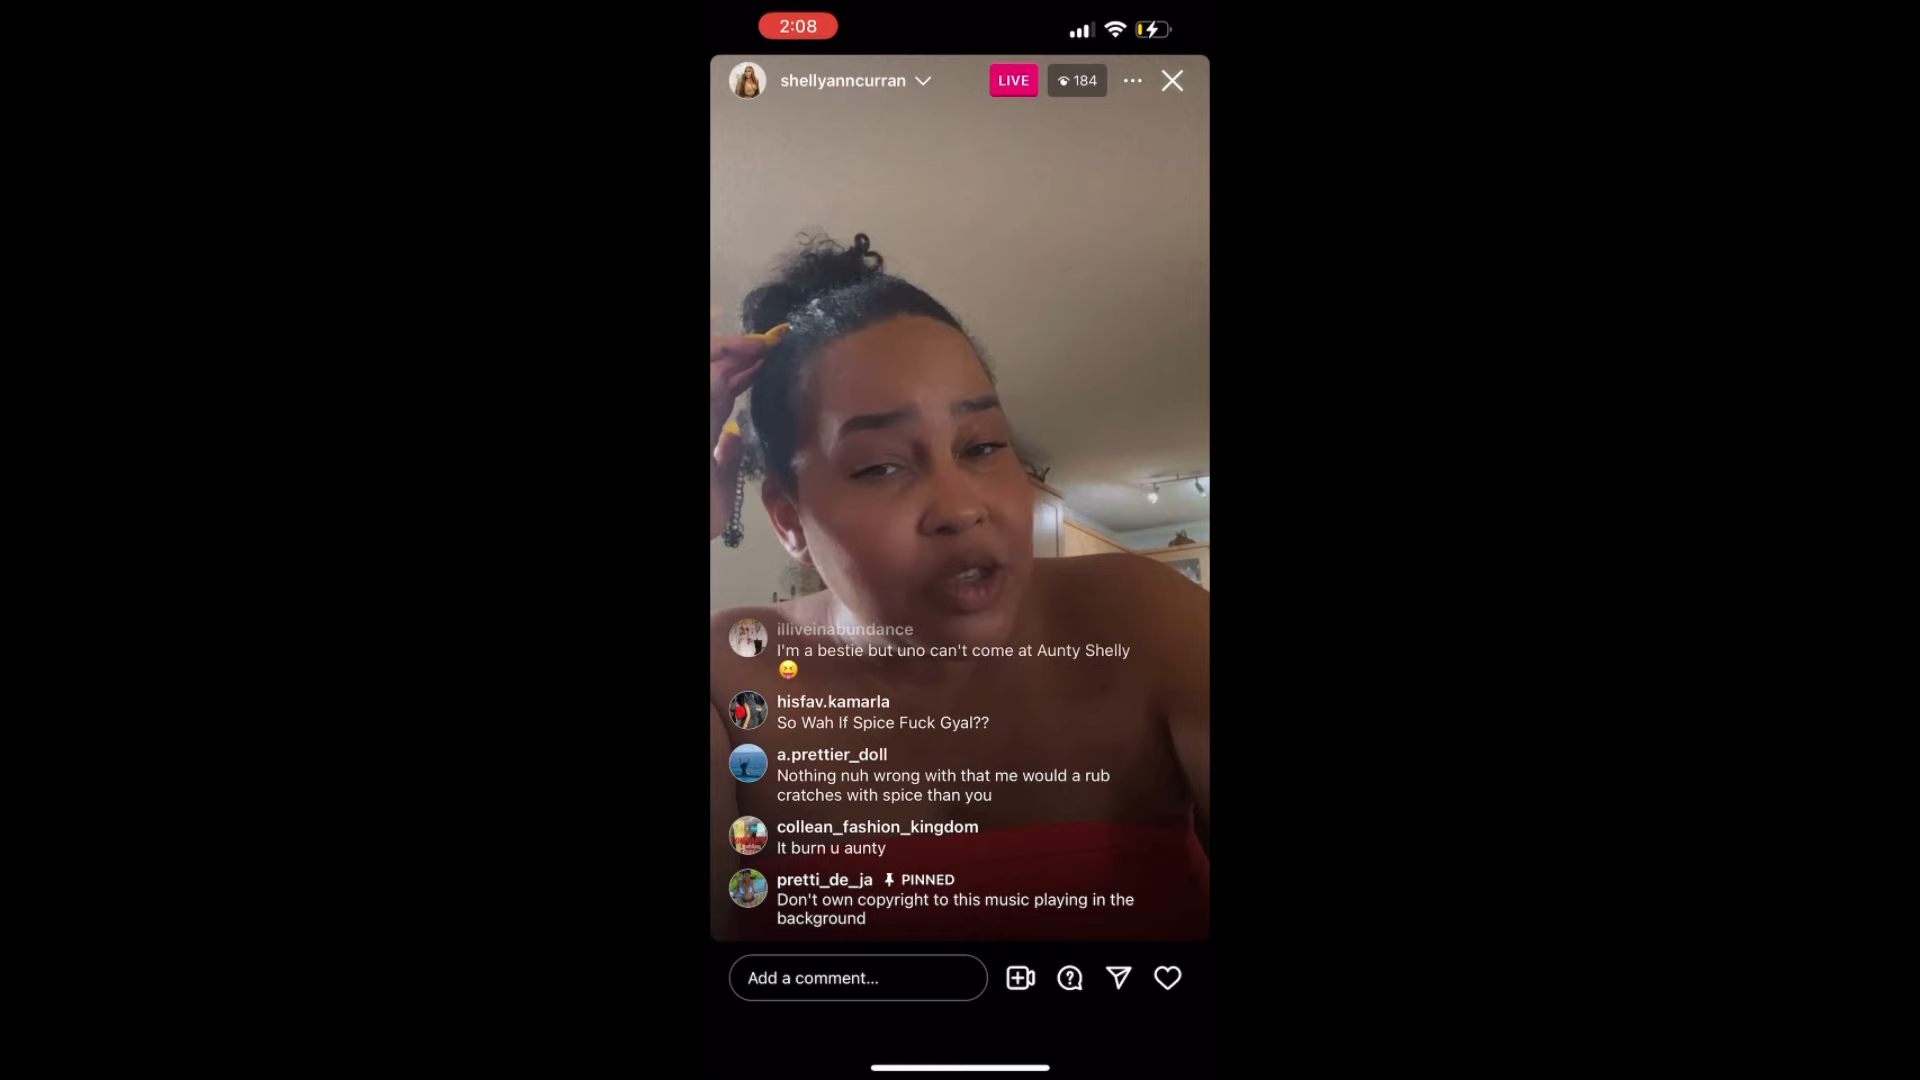 2:08
shellyanncurran
LIVE
184
illiveinabundance
I'm a bestie but uno can't come at Aunty Shelly
😝
hisfav.kamarla
So Wah If Spice Fuck Gyal??
a.prettier_doll
Nothing nuh wrong with that me would a rub
cratches with spice than you
collean_fashion_kingdom
It burn u aunty
pretti_de_ja PINNED
Don't own copyright to this music playing in the
background
Add a comment...